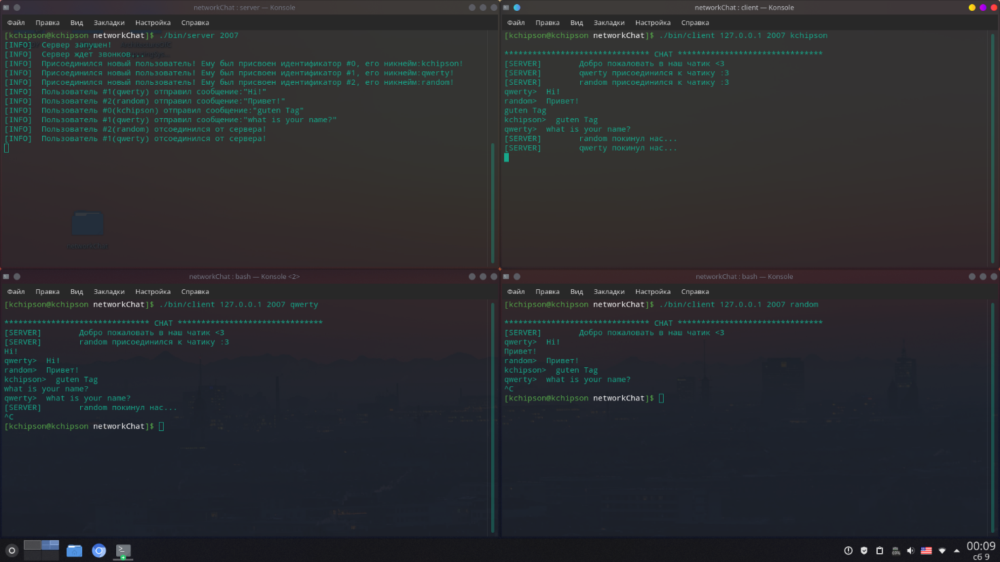 networkChat : server — Konsole
Файл Правка Вид Закладки Настройка Справка
[kchipson@kchipson networkChat]$ ./bin/server 2007
[INFO] Сервер запушен!
[INFO] Сервер ждет звонков...
[INFO] Присоединился новый пользователь! Ему был присвоен идентификатор #0, его никнейм:kchipson!
[INFO] Присоединился новый пользователь! Ему был присвоен идентификатор #1, его никнейм:qwerty!
[INFO] Присоединился новый пользователь! Ему был присвоен идентификатор #2, его никнейм:random!
[INFO] Пользователь #1(qwerty) отправил сообщение:"Hi!"
[INFO] Пользователь #2(random) отправил сообщение:"Привет!"
[INFO] Пользователь #0(kchipson) отправил сообщение:"guten Tag"
[INFO] Пользователь #1(qwerty) отправил сообщение:"what is your name?"
[INFO] Пользователь #2(random) отсоединился от сервера!
[INFO] Пользователь #1(qwerty) отсоединился от сервера!
networkChat
networkChat : client — Konsole
Файл Правка Вид Закладки Настройка Справка
[kchipson@kchipson networkChat]$ ./bin/client 127.0.0.1 2007 kchipson
******************************* CHAT *******************************
[SERVER] Добро пожаловать в наш чатик <3
[SERVER] qwerty присоединился к чатику :3
[SERVER] random присоединился к чатику :3
qwerty> Hi!
random> Привет!
guten Tag
kchipson> guten Tag
qwerty> what is your name?
[SERVER] random покинул нас...
[SERVER] qwerty покинул нас...
networkChat : bash — Konsole <2>
Файл Правка Вид Закладки Настройка Справка
[kchipson@kchipson networkChat]$ ./bin/client 127.0.0.1 2007 qwerty
******************************* CHAT *******************************
[SERVER] Добро пожаловать в наш чатик <3
[SERVER] random присоединился к чатику :3
Hi!
qwerty> Hi!
random> Привет!
kchipson> guten Tag
what is your name?
qwerty> what is your name?
[SERVER] random покинул нас...
^C
[kchipson@kchipson networkChat]$
networkChat : bash — Konsole
Файл Правка Вид Закладки Настройка Справка
[kchipson@kchipson networkChat]$ ./bin/client 127.0.0.1 2007 random
******************************* CHAT *******************************
[SERVER] Добро пожаловать в наш чатик <3
qwerty> Hi!
Привет!
random> Привет!
kchipson> guten Tag
qwerty> what is your name?
^C
[kchipson@kchipson networkChat]$
69%
00:09
сб 9